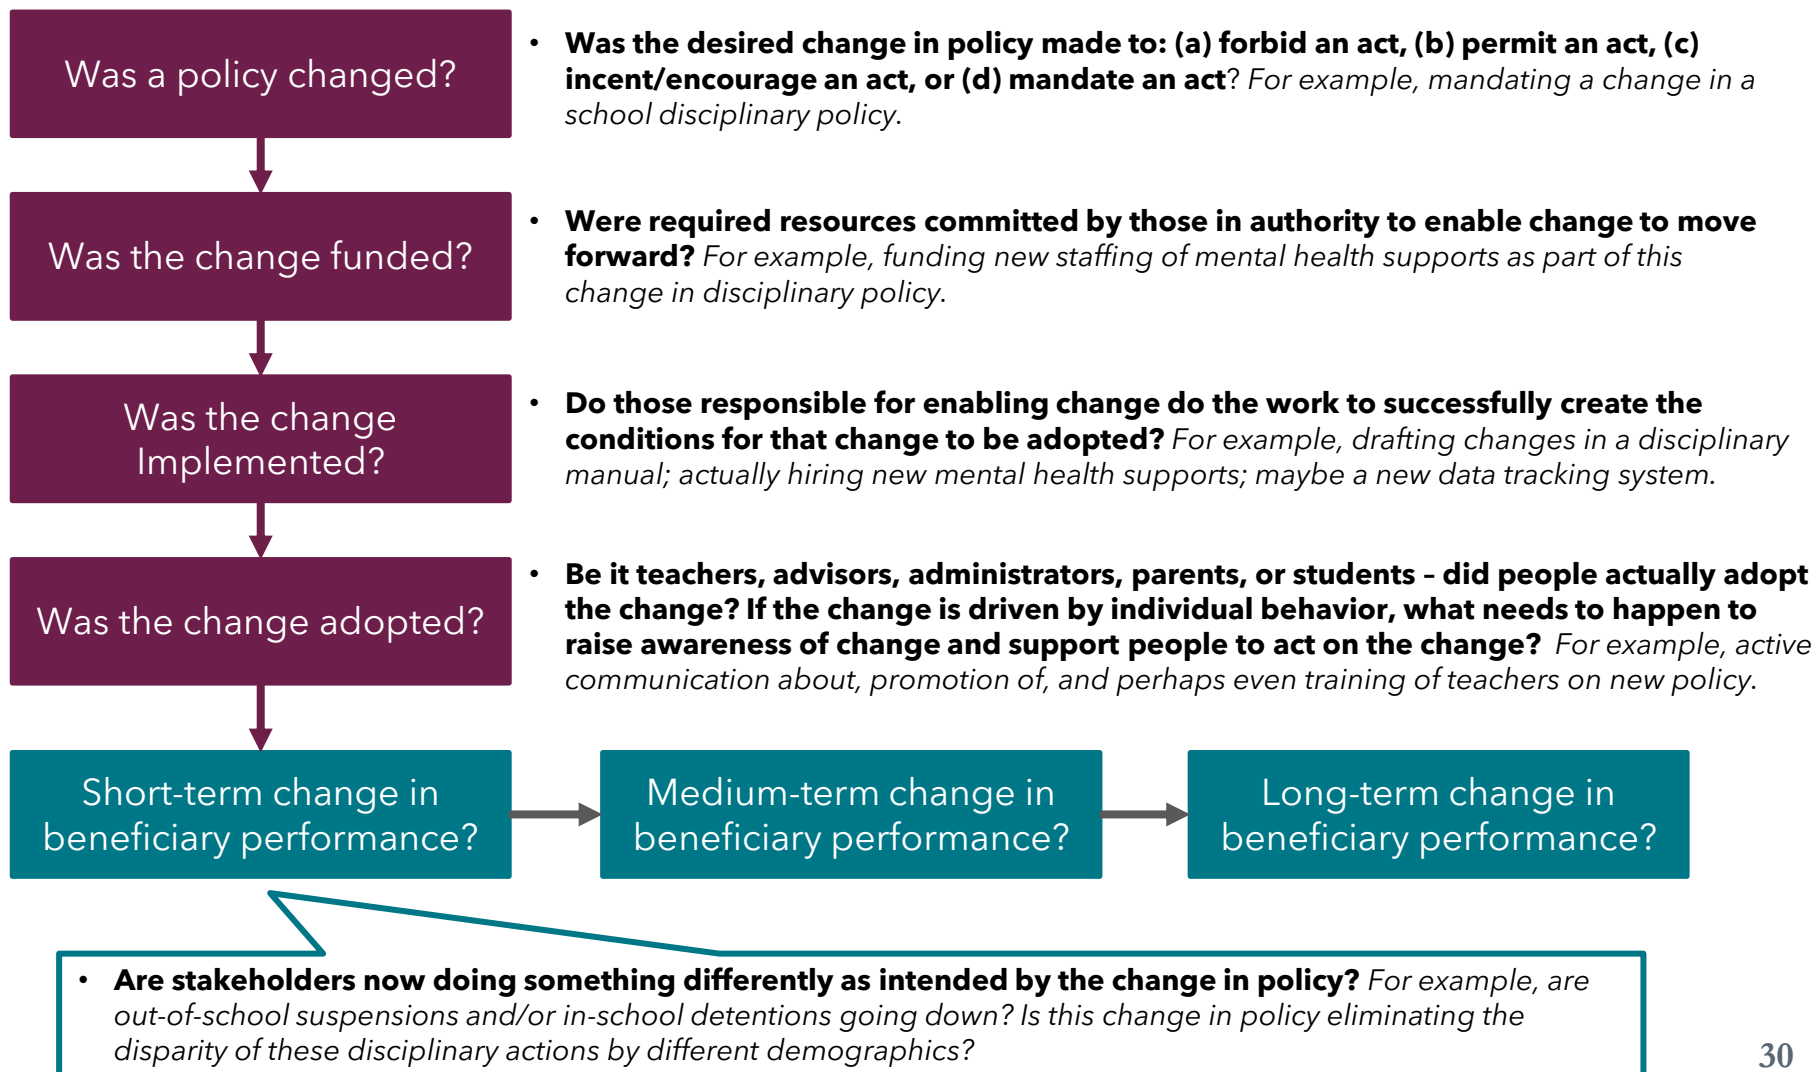 Was a policy changed?
• Was the desired change in policy made to: (a) forbid an act, (b) permit an act, (c)
incent/encourage an act, or (d) mandate an act? For example, mandating a change in a
school disciplinary policy.
Was the change funded?
• Were required resources committed by those in authority to enable change to move
forward? For example, funding new staffing of mental health supports as part of this
change in disciplinary policy.
Was the change
Implemented?
• Do those responsible for enabling change do the work to successfully create the
conditions for that change to be adopted? For example, drafting changes in a disciplinary
manual; actually hiring new mental health supports; maybe a new data tracking system.
Was the change adopted?
• Be it teachers, advisors, administrators, parents, or students – did people actually adopt
the change? If the change is driven by individual behavior, what needs to happen to
raise awareness of change and support people to act on the change? For example, active
communication about, promotion of, and perhaps even training of teachers on new policy.
Short-term change in
beneficiary performance?
Medium-term change in
beneficiary performance?
Long-term change in
beneficiary performance?
• Are stakeholders now doing something differently as intended by the change in policy? For example, are
out-of-school suspensions and/or in-school detentions going down? Is this change in policy eliminating the
disparity of these disciplinary actions by different demographics?
30